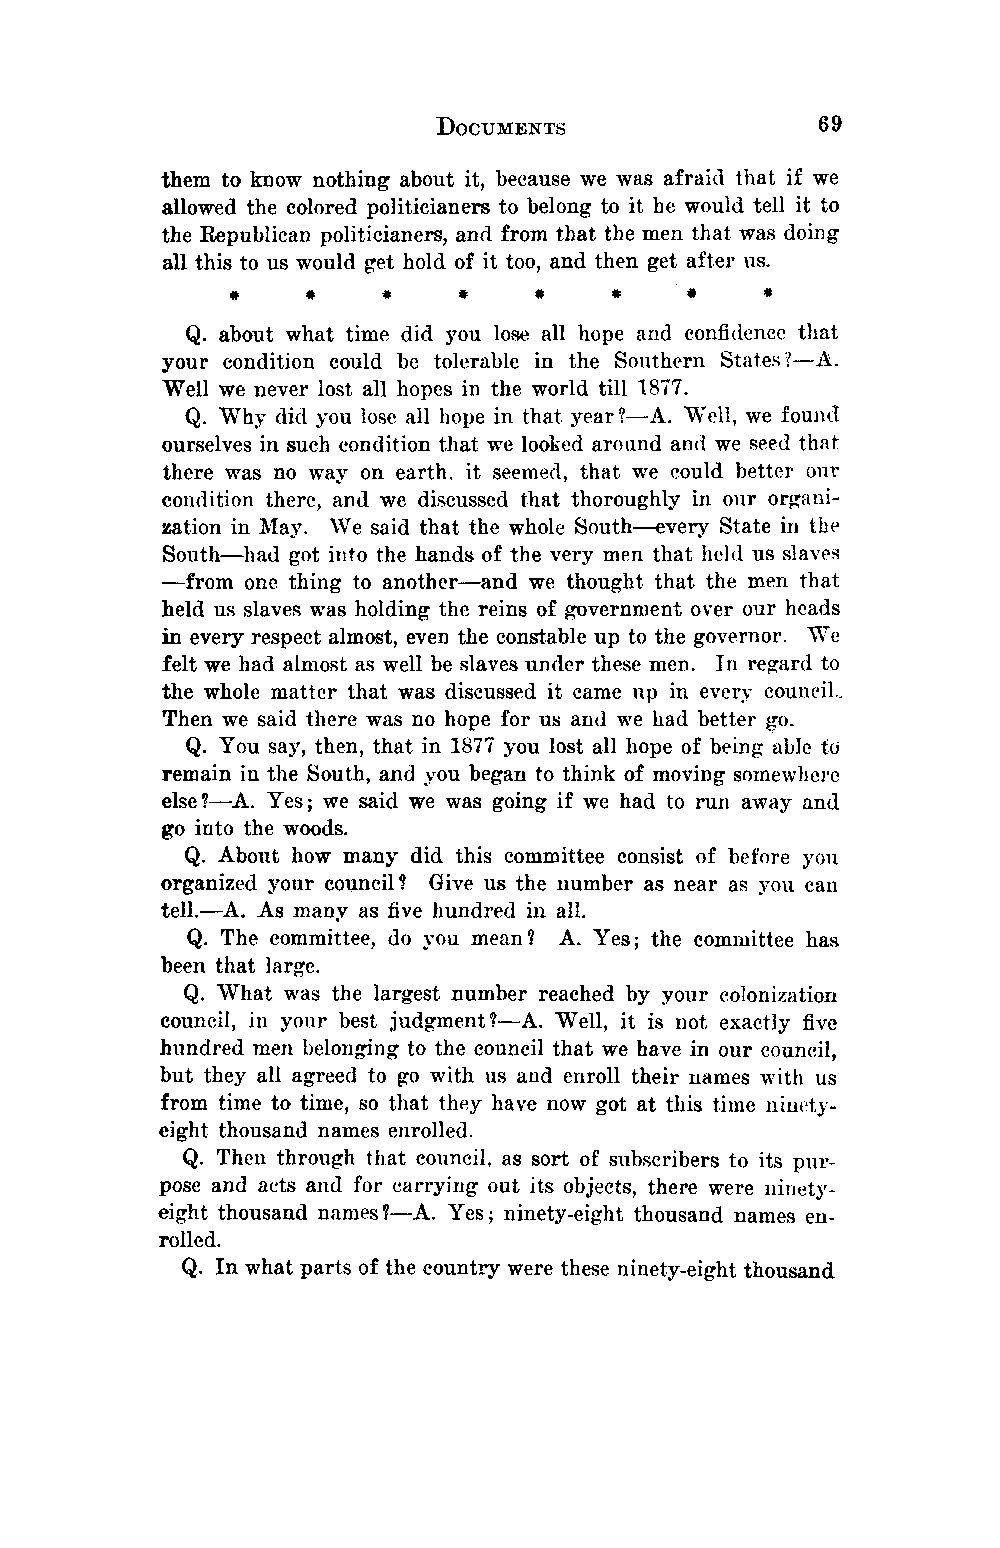 DOCUMENTS 69
them to know nothing about it, because we was afraid that if we
allowed the colored politicianers to belong to it he would tell it to
the Republican politicianers, and from that the men that was doing
all this to us would get hold of it too, and then get after us.
* * * * * * * *
Q. about what time did you lose all hope and confidence that
your condition could be tolerable in the Southern States?—A.
Well we never lost all hopes in the world till 1877.
Q. Why did you lose all hope in that year?—A. Well, we found
ourselves in such condition that we looked around and we seed that
there was no way on earth, it seemed, that we could better our
condition there, and we discussed that thoroughly in our organi-
zation in May. We said that the whole South—every State in the
South—had got into the hands of the very men that held us slaves
—from one thing to another—and we thought that the men that
held us slaves was holding the reins of government over our heads
in every respect almost, even the constable up to the governor. We
felt we had almost as well be slaves under these men. In regard to
the whole matter that was discussed it came up in every council.
Then we said there was no hope for us and we had better go.
Q. You say, then, that in 1877 you lost all hope of being able to
remain in the South, and you began to think of moving somewhere
else?—A. Yes; we said we was going if we had to run away and
go into the woods.
Q. About how many did this committee consist of before you
organized your council? Give us the number as near as you can
tell.—A. As many as five hundred in all.
Q. The committee, do you mean? A. Yes; the committee has
been that large.
Q. What was the largest number reached by your colonization
council, in your best judgment?—A. Well, it is not exactly five
hundred men belonging to the council that we have in our council,
but they all agreed to go with us and enroll their names with us
from time to time, so that they have now got at this time ninety-
eight thousand names enrolled.
Q. Then through that council, as sort of subscribers to its pur-
pose and acts and for carrying out its objects, there were ninety-
eight thousand names?—A. Yes; ninety-eight thousand names en-
rolled.
Q. In what parts of the country were these ninety-eight thousand